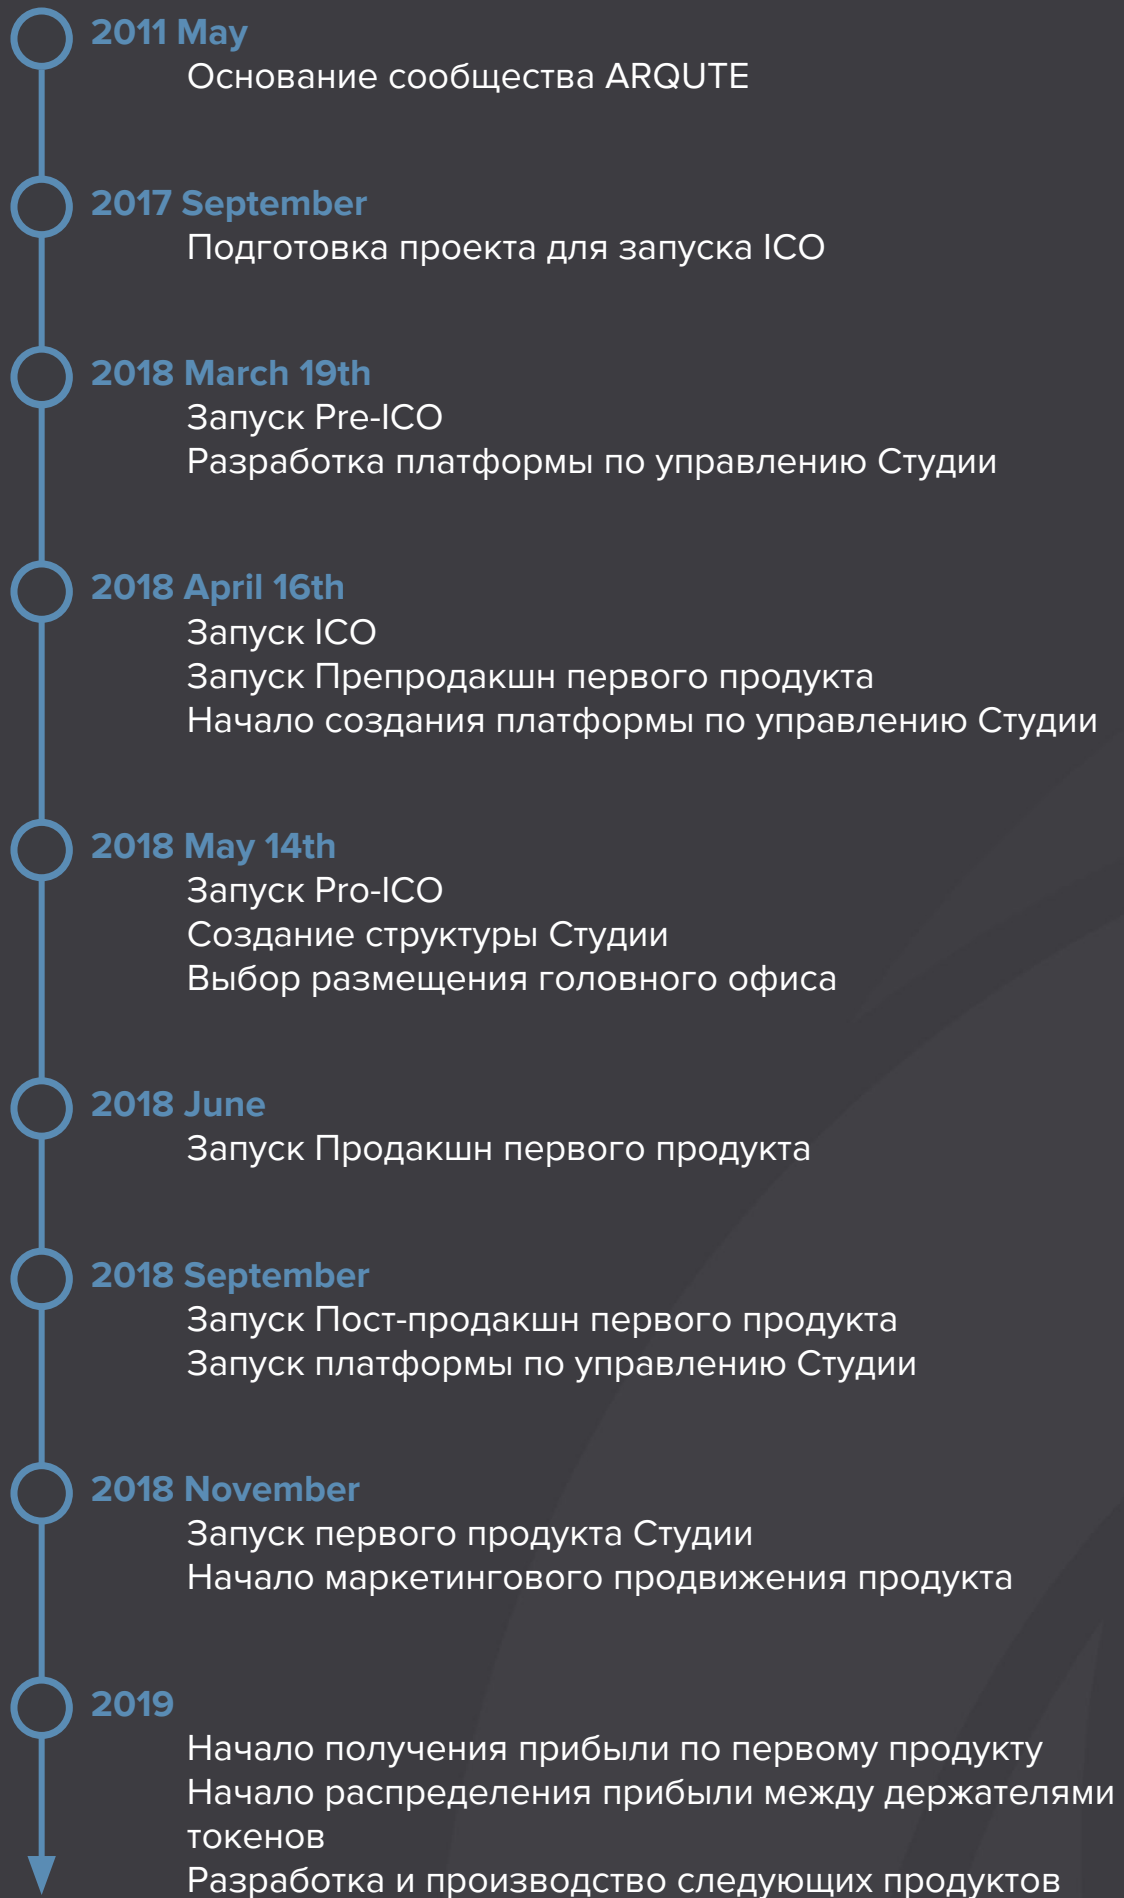 2011 May
Основание сообщества ARQUTE
2017 September
Подготовка проекта для запуска ICO
2018 March 19th
Запуск Pre-ICO
Разработка платформы по управлению Студии
2018 April 16th
Запуск ICO
Запуск Препродакшн первого продукта
Начало создания платформы по управлению Студии
2018 May 14th
Запуск Pro-ICO
Создание структуры Студии
Выбор размещения головного офиса
2018 June
Запуск Продакшн первого продукта
2018 September
Запуск Пост-продакшн первого продукта
Запуск платформы по управлению Студии
2018 November
Запуск первого продукта Студии
Начало маркетингового продвижения продукта
2019
Начало получения прибыли по первому продукту
Начало распределения прибыли между держателями
токенов
Разработка и производство следующих продуктов